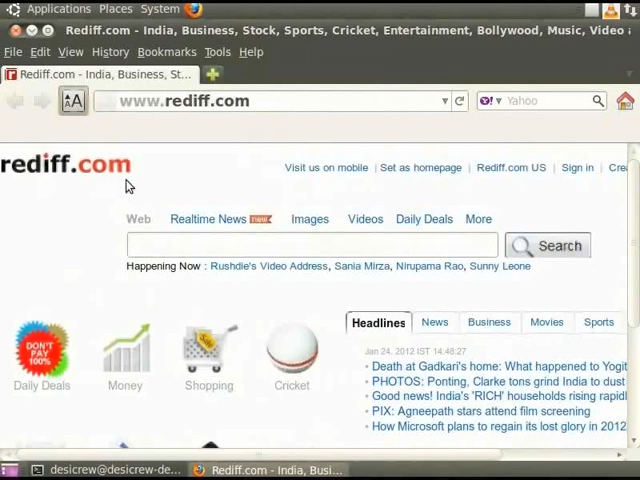 Applications Places System
Rediff.com - India, Business, Stock, Sports, Cricket, Entertainment, Bollywood, Music, Video a
File Edit View History Bookmarks Tools Help
Rediff.com - India, Business, St...
AA www.rediff.com Yahoo
rediff.com
Visit us on mobile | Set as homepage | Rediff.com US | Sign in | Crea
Web Realtime News new Images Videos Daily Deals More
Search
Happening Now : Rushdie's Video Address, Sania Mirza, Nirupama Rao, Sunny Leone
Headlines News Business Movies Sports
DON'T PAY 100%
Sale
Daily Deals Money Shopping Cricket
Jan 24, 2012 IST 14:48:27
• Death at Gadkari's home: What happened to Yogit
• PHOTOS: Ponting, Clarke tons grind India to dust
• Good news! India's 'RICH' households rising rapidl
• PIX: Agneepath stars attend film screening
• How Microsoft plans to regain its lost glory in 2012
desicrew@desicrew-de... Rediff.com - India, Busi...